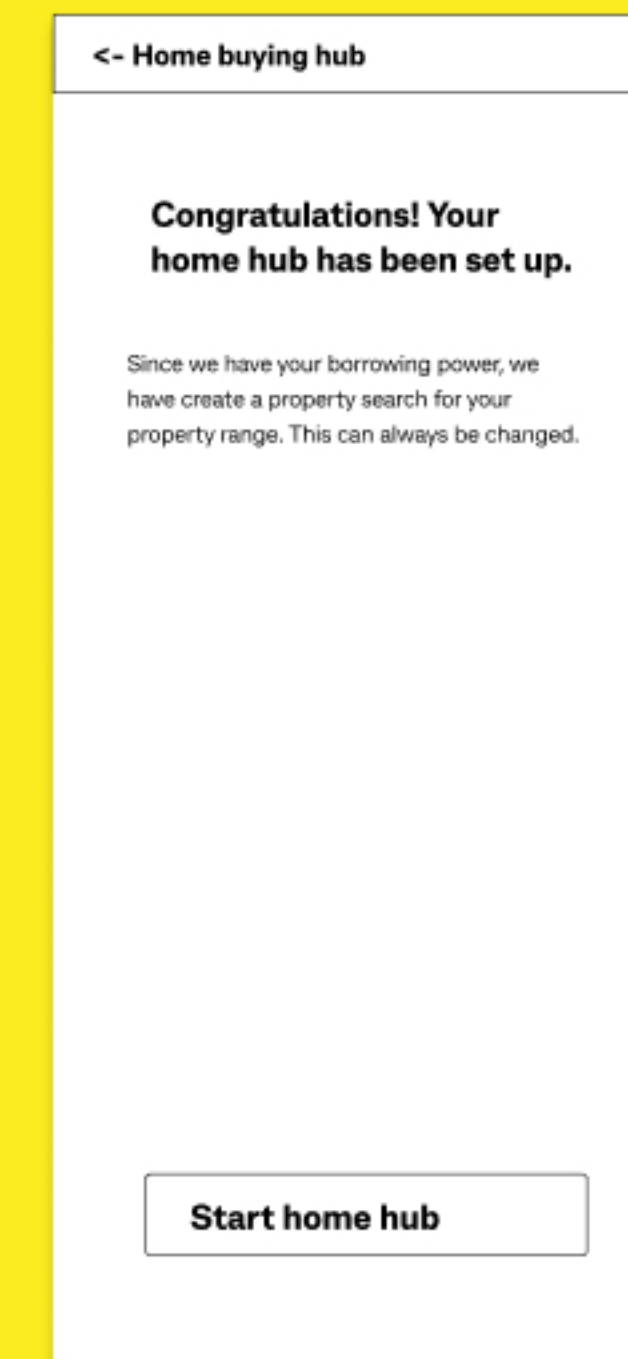 <- Home buying hub
Congratulations! Your
home hub has been set up.
Since we have your borrowing power, we
have create a property search for your
property range. This can always be changed.
Start home hub